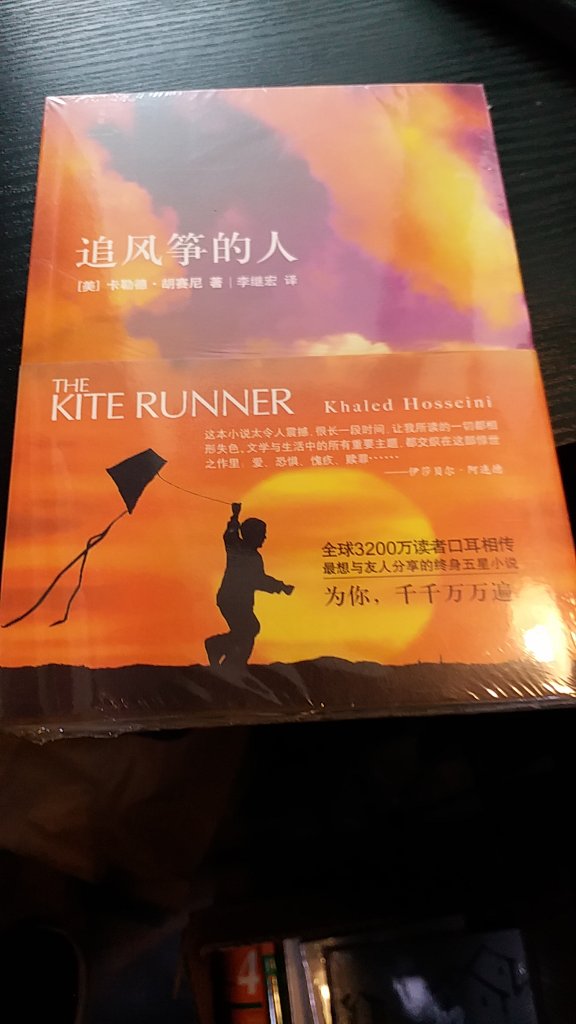 追风筝的人
[美] 卡勒德·胡赛尼 著 | 李继宏 译
THE
KITE RUNNER
Khaled Hosseini
这本小说太令人震撼,很长一段时间,让我所读的一切都相
形失色。文学与生活中的所有重要主题,都交织在这部惊世
之作里:爱、恐惧、愧疚、赎罪……
——伊莎贝尔·阿连德
全球3200万读者口耳相传
最想与友人分享的终身五星小说
为你,千千万万遍
4